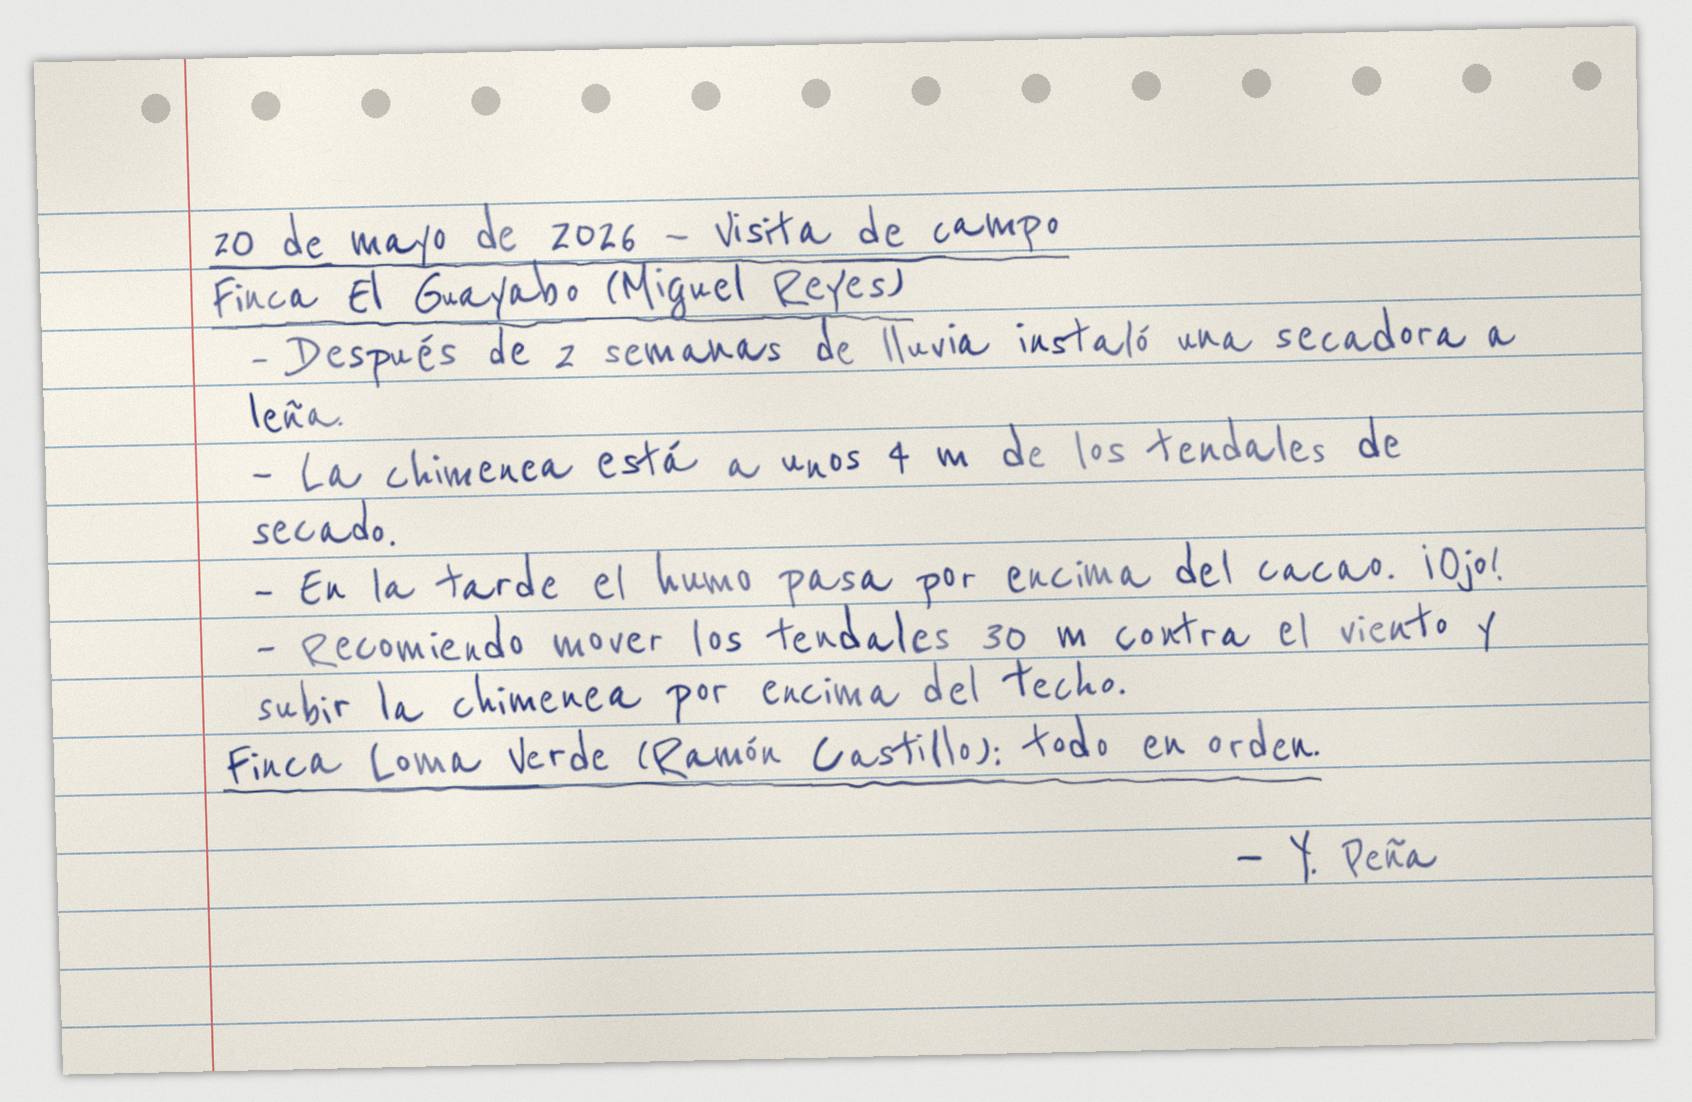 20 de mayo de 2026 – Visita de campo
Finca El Guayabo (Miguel Reyes)
– Después de 2 semanas de lluvia instaló una secadora a
leña.
– La chimenea está a unos 4 m de los tendales de
secado.
– En la tarde el humo pasa por encima del cacao. ¡Ojo!
– Recomiendo mover los tendales 30 m contra el viento y
subir la chimenea por encima del techo.
Finca Loma Verde (Ramón Castillo): todo en orden.
– Y. Peña